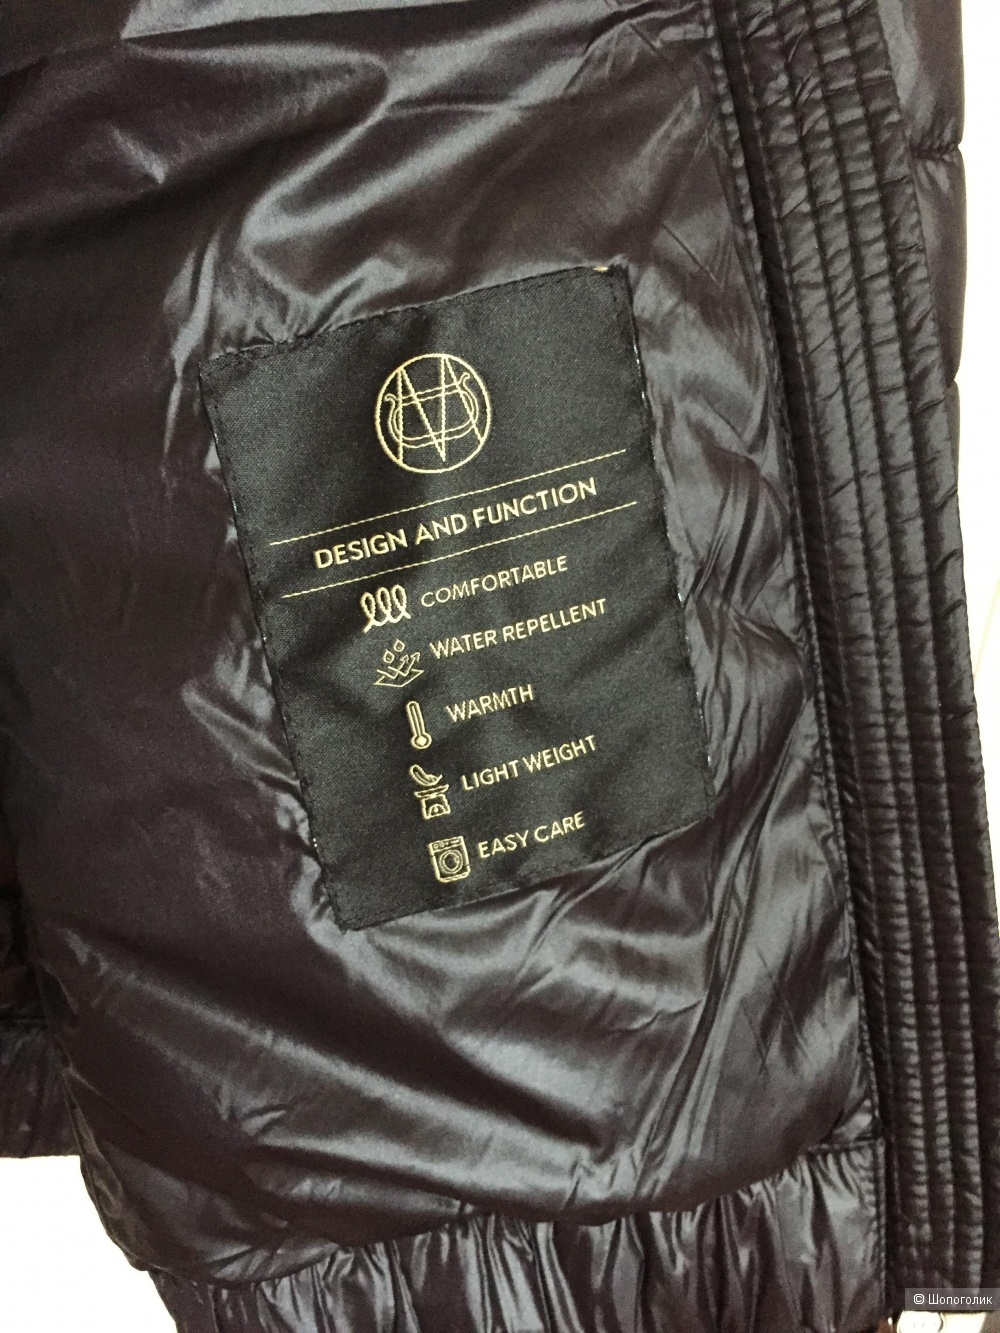 DESIGN AND FUNCTION
COMFORTABLE
WATER REPELLENT
WARMTH
LIGHT WEIGHT
EASY CARE
© Шопоголик